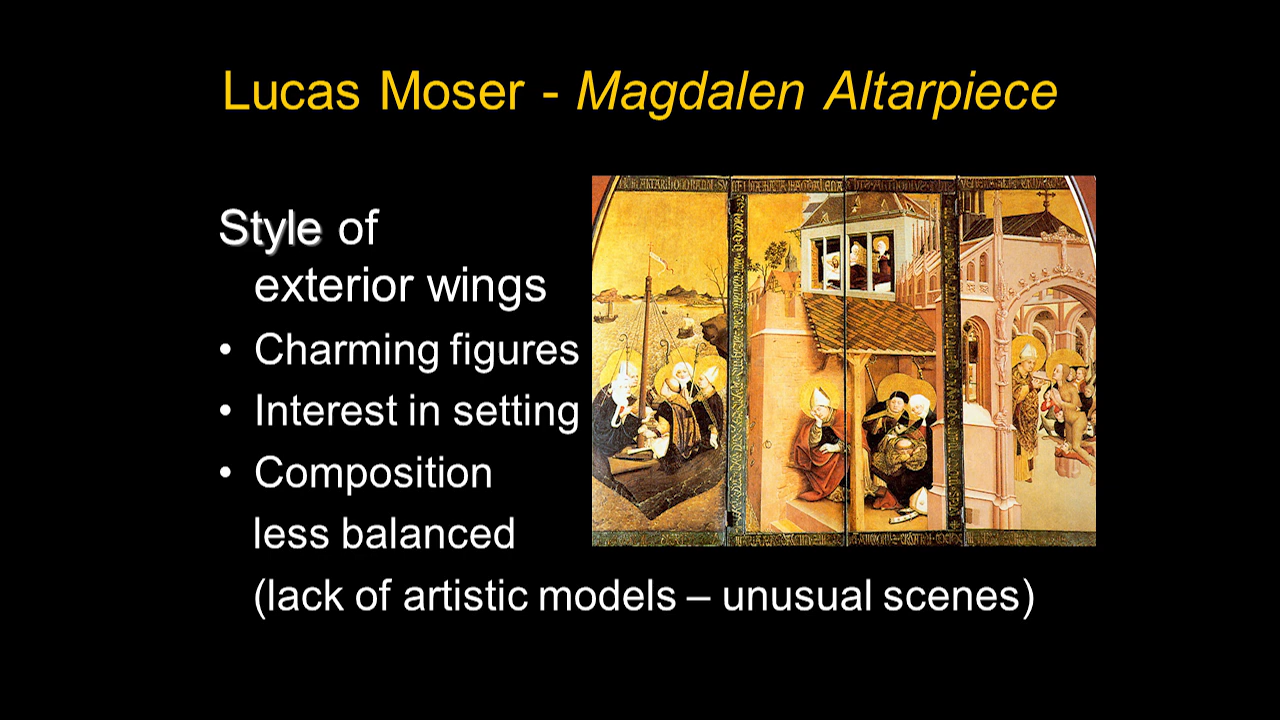 Lucas Moser - Magdalen Altarpiece
Style of
exterior wings
• Charming figures
• Interest in setting
• Composition
less balanced
(lack of artistic models – unusual scenes)